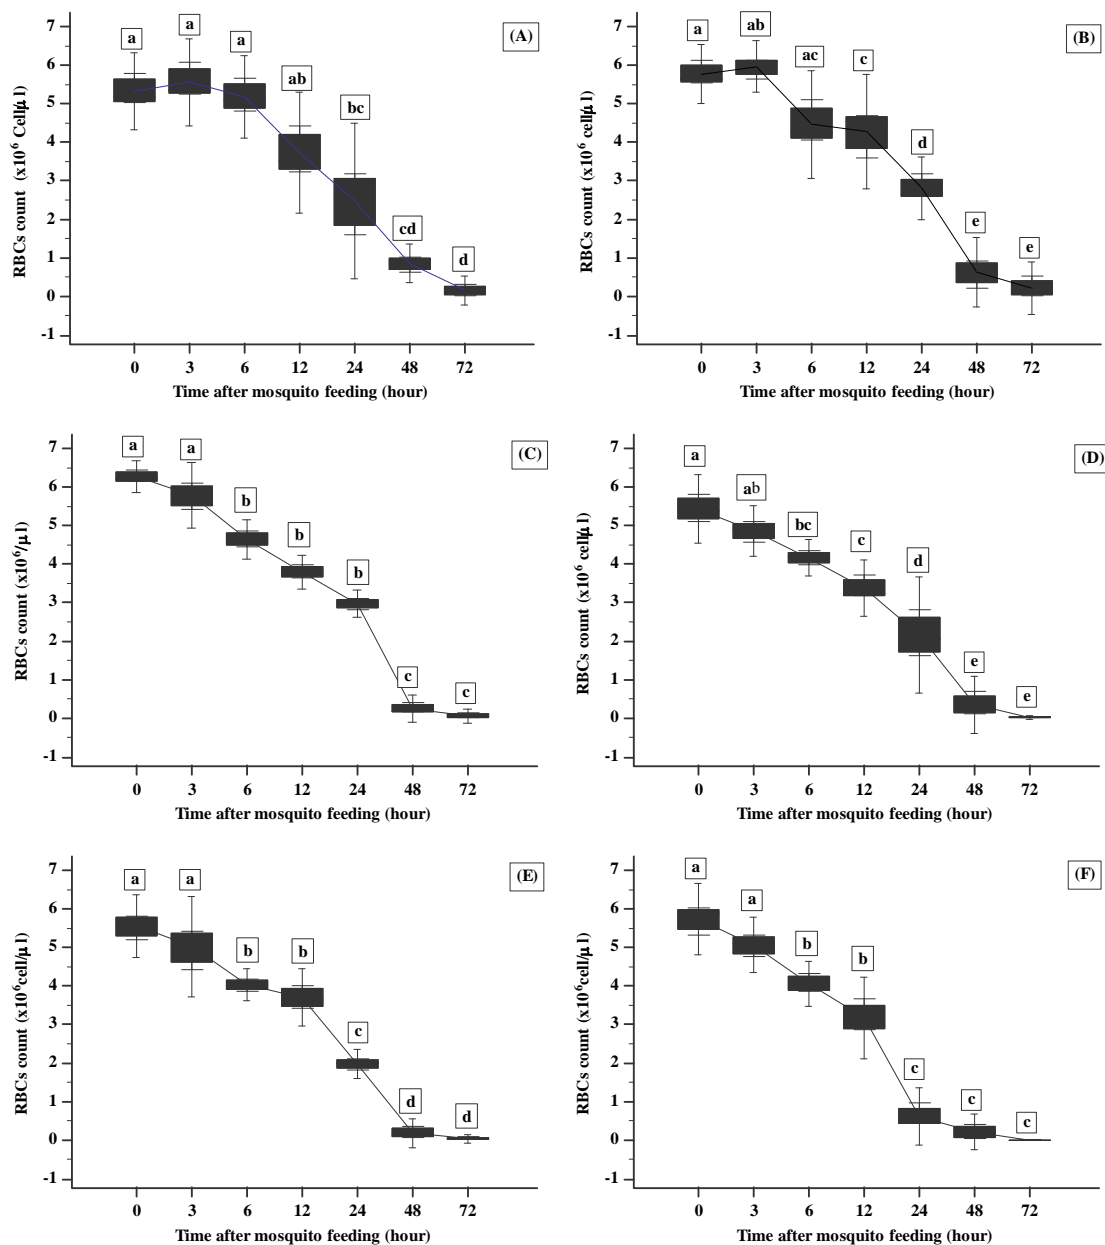 (A)
RBCs count (x10⁶ Cell/µl)
7
6
5
4
3
2
1
0
-1
a
a
a
ab
bc
cd
d
0 3 6 12 24 48 72
Time after mosquito feeding (hour)
(B)
RBCs count (x10⁶ cell/µl)
7
6
5
4
3
2
1
0
-1
a
ab
ac
c
d
e
e
0 3 6 12 24 48 72
Time after mosquito feeding (hour)
(C)
RBCs count (x10⁶/µl)
7
6
5
4
3
2
1
0
-1
a
a
b
b
b
c
c
0 3 6 12 24 48 72
Time after mosquito feeding (hour)
(D)
RBCs count (x10⁶ cell/µl)
7
6
5
4
3
2
1
0
-1
a
ab
bc
c
d
e
e
0 3 6 12 24 48 72
Time after mosquito feeding (hour)
(E)
RBCs count (x10⁶cell/µl)
7
6
5
4
3
2
1
0
-1
a
a
b
b
c
d
d
0 3 6 12 24 48 72
Time after mosquito feeding (hour)
(F)
RBCs count (x10⁶cell/µl)
7
6
5
4
3
2
1
0
-1
a
a
b
b
c
c
c
0 3 6 12 24 48 72
Time after mosquito feeding (hour)